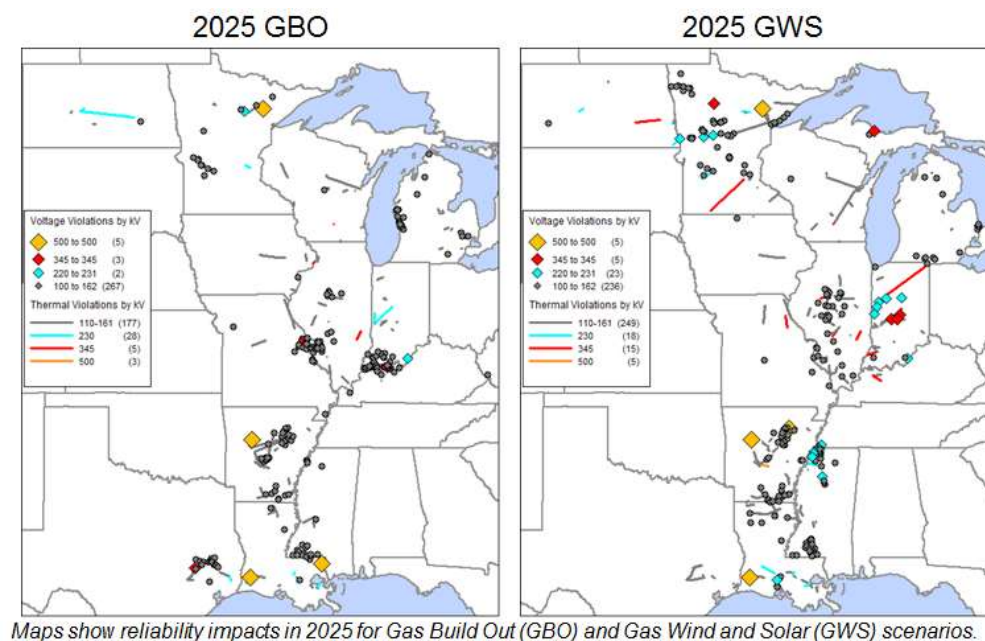 2025 GBO
2025 GWS
Voltage Violations by kV
500 to 500 (5)
345 to 345 (3)
220 to 231 (2)
100 to 162 (267)
Thermal Violations by kV
110-161 (177)
230 (28)
345 (5)
500 (3)
Voltage Violations by kV
500 to 500 (5)
345 to 345 (5)
220 to 231 (23)
100 to 162 (236)
Thermal Violations by kV
110-161 (249)
230 (18)
345 (15)
500 (5)
Maps show reliability impacts in 2025 for Gas Build Out (GBO) and Gas Wind and Solar (GWS) scenarios.